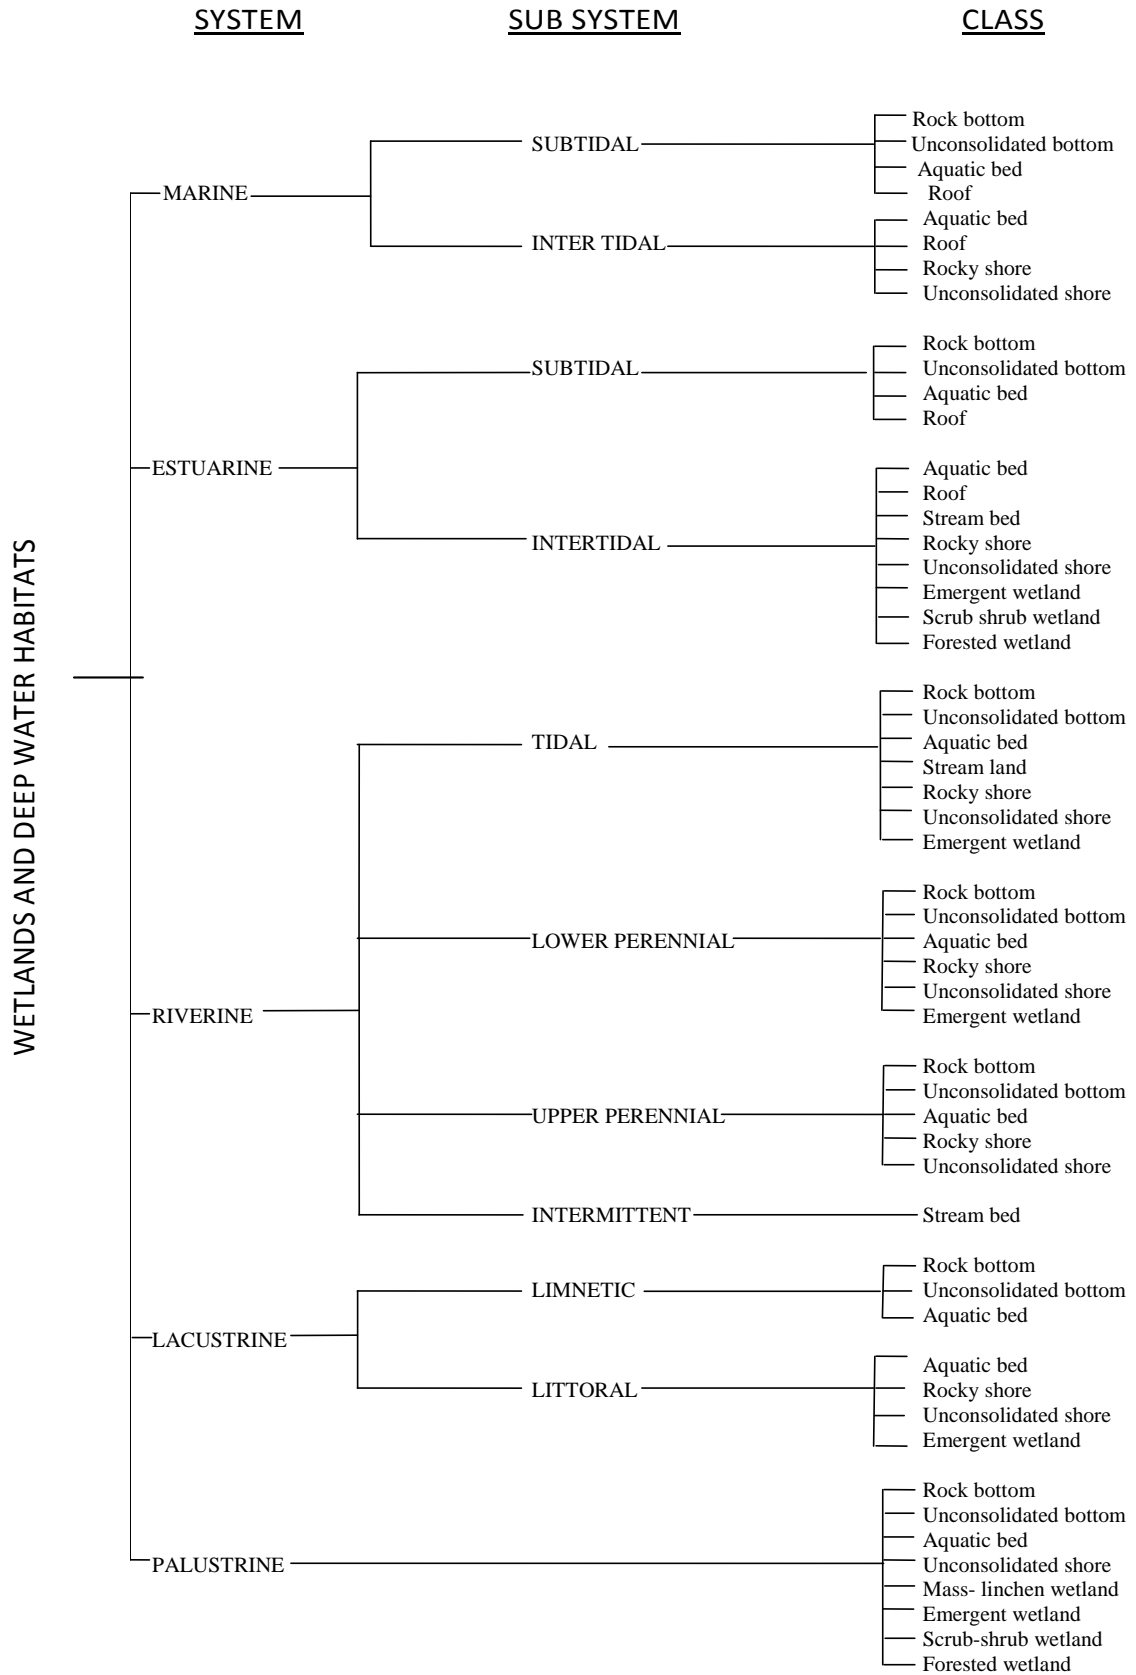 SYSTEM SUB SYSTEM CLASS
WETLANDS AND DEEP WATER HABITATS
MARINE
SUBTIDAL
Rock bottom
Unconsolidated bottom
Aquatic bed
Roof
INTER TIDAL
Aquatic bed
Roof
Rocky shore
Unconsolidated shore
ESTUARINE
SUBTIDAL
Rock bottom
Unconsolidated bottom
Aquatic bed
Roof
INTERTIDAL
Aquatic bed
Roof
Stream bed
Rocky shore
Unconsolidated shore
Emergent wetland
Scrub shrub wetland
Forested wetland
RIVERINE
TIDAL
Rock bottom
Unconsolidated bottom
Aquatic bed
Stream land
Rocky shore
Unconsolidated shore
Emergent wetland
LOWER PERENNIAL
Rock bottom
Unconsolidated bottom
Aquatic bed
Rocky shore
Unconsolidated shore
Emergent wetland
UPPER PERENNIAL
Rock bottom
Unconsolidated bottom
Aquatic bed
Rocky shore
Unconsolidated shore
INTERMITTENT
Stream bed
LACUSTRINE
LIMNETIC
Rock bottom
Unconsolidated bottom
Aquatic bed
LITTORAL
Aquatic bed
Rocky shore
Unconsolidated shore
Emergent wetland
PALUSTRINE
Rock bottom
Unconsolidated bottom
Aquatic bed
Unconsolidated shore
Mass- linchen wetland
Emergent wetland
Scrub-shrub wetland
Forested wetland